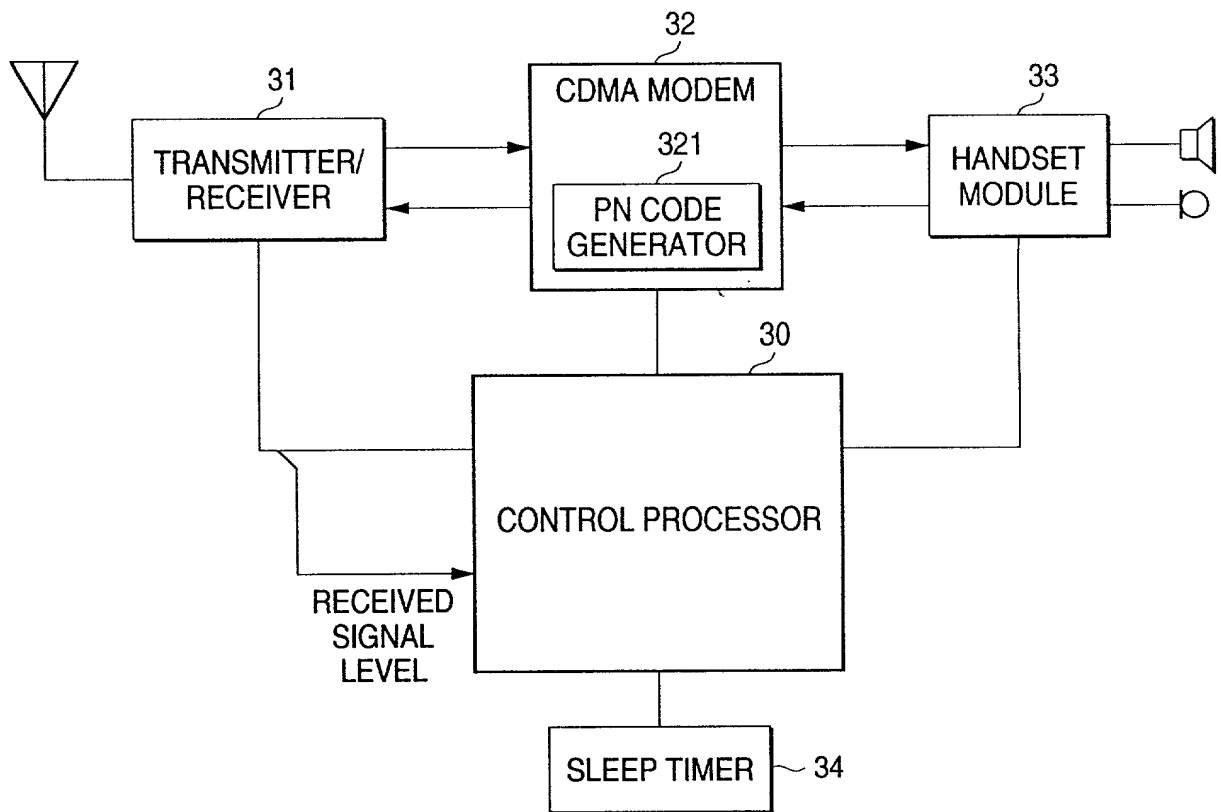 32
CDMA MODEM
31
TRANSMITTER/
RECEIVER
321
PN CODE
GENERATOR
33
HANDSET
MODULE
30
CONTROL PROCESSOR
RECEIVED
SIGNAL
LEVEL
SLEEP TIMER
34